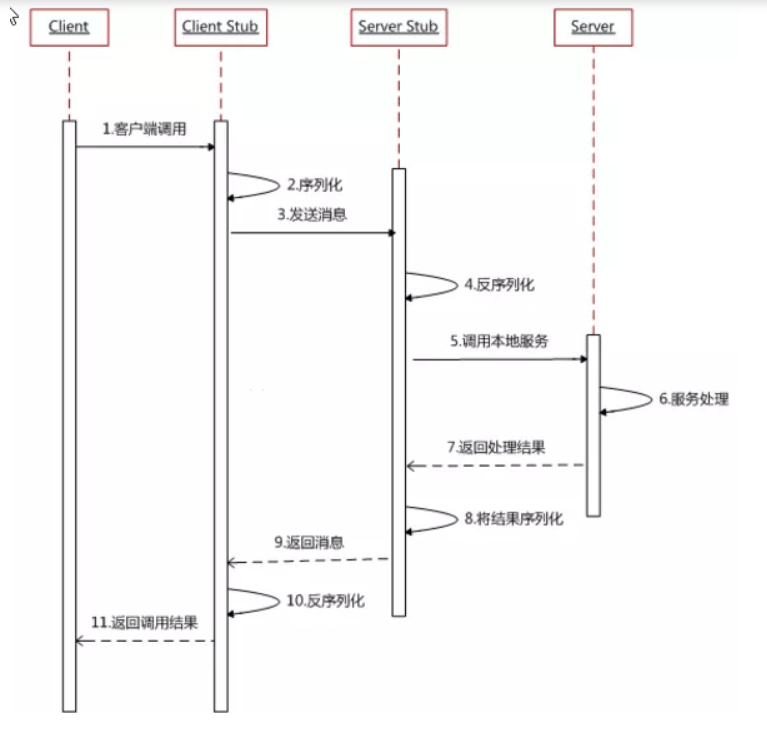 Client
Client Stub
Server Stub
Server
1.客户端调用
2.序列化
3.发送消息
4.反序列化
5.调用本地服务
6.服务处理
7.返回处理结果
8.将结果序列化
9.返回消息
10.反序列化
11.返回调用结果